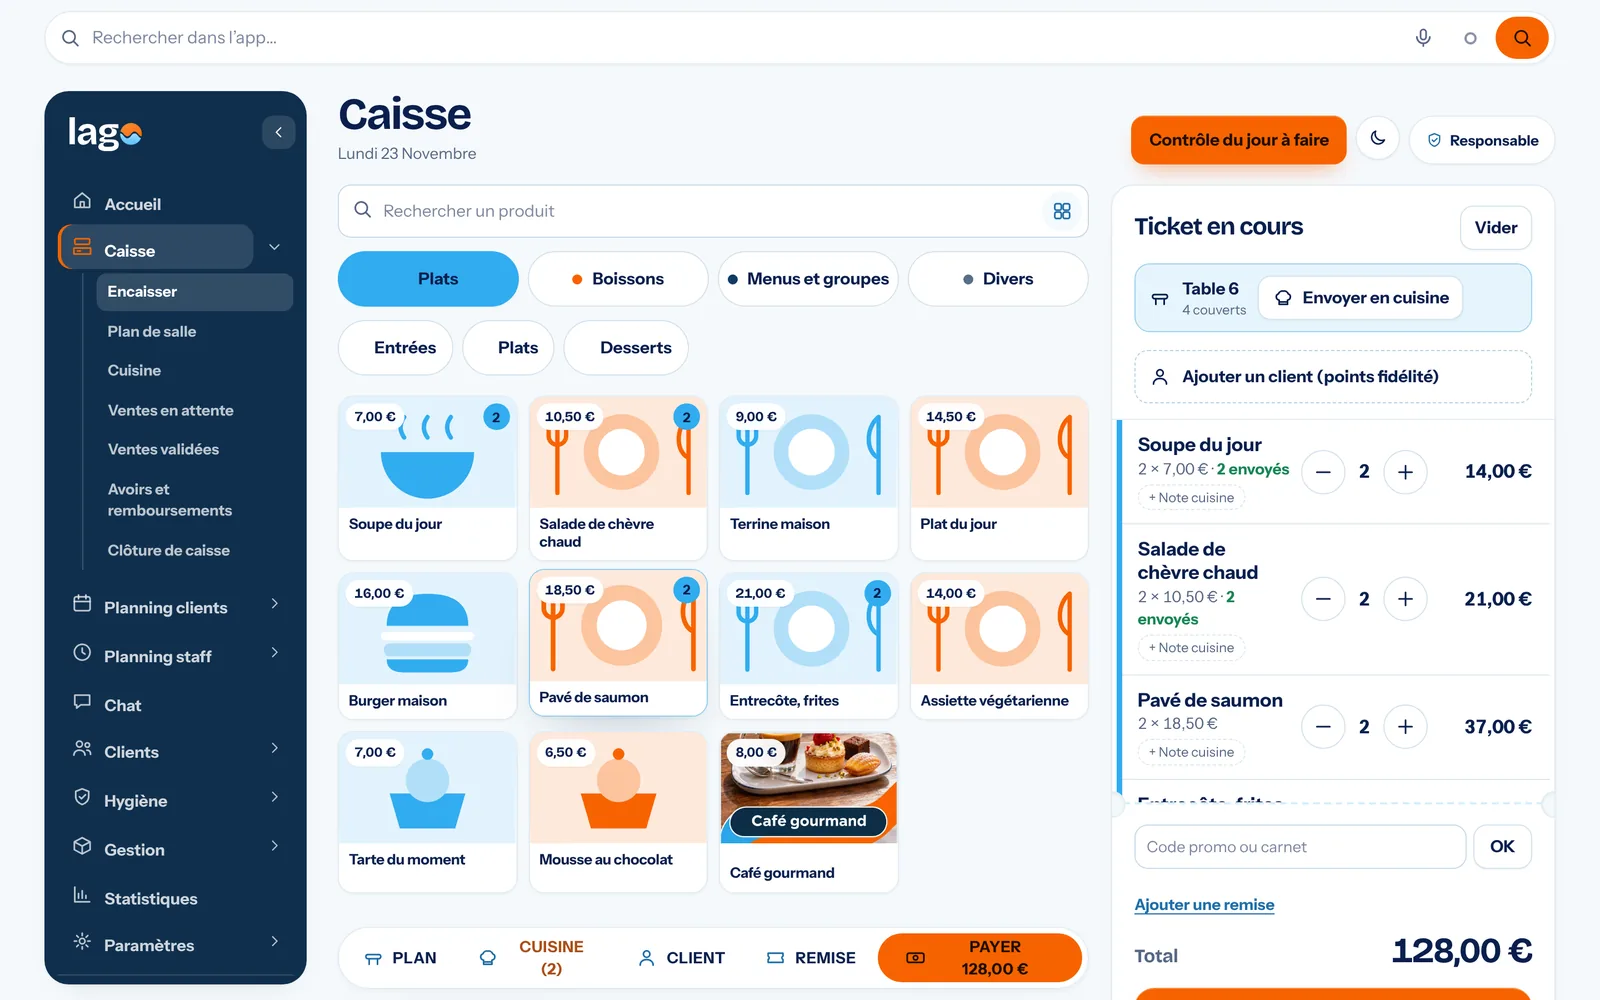 Rechercher dans l’app...
lago
Accueil
Caisse
Encaisser
Plan de salle
Cuisine
Ventes en attente
Ventes validées
Avoirs et
remboursements
Clôture de caisse
Planning clients
Planning staff
Chat
Clients
Hygiène
Gestion
Statistiques
Paramètres
Caisse
Lundi 23 Novembre
Contrôle du jour à faire
Responsable
Rechercher un produit
Plats
Boissons
Menus et groupes
Divers
Entrées
Plats
Desserts
7,00 €
2
Soupe du jour
10,50 €
2
Salade de chèvre
chaud
9,00 €
Terrine maison
14,50 €
Plat du jour
16,00 €
Burger maison
18,50 €
2
Pavé de saumon
21,00 €
2
Entrecôte, frites
14,00 €
Assiette végétarienne
7,00 €
Tarte du moment
6,50 €
Mousse au chocolat
8,00 €
Café gourmand
Café gourmand
PLAN
CUISINE
(2)
CLIENT
REMISE
PAYER
128,00 €
Ticket en cours
Vider
Table 6
4 couverts
Envoyer en cuisine
Ajouter un client (points fidélité)
Soupe du jour
2 × 7,00 € · 2 envoyés
+ Note cuisine
2
14,00 €
Salade de
chèvre chaud
2 × 10,50 € · 2
envoyés
+ Note cuisine
2
21,00 €
Pavé de saumon
2 × 18,50 €
+ Note cuisine
2
37,00 €
Entrecôte, frites
Code promo ou carnet
OK
Ajouter une remise
Total
128,00 €